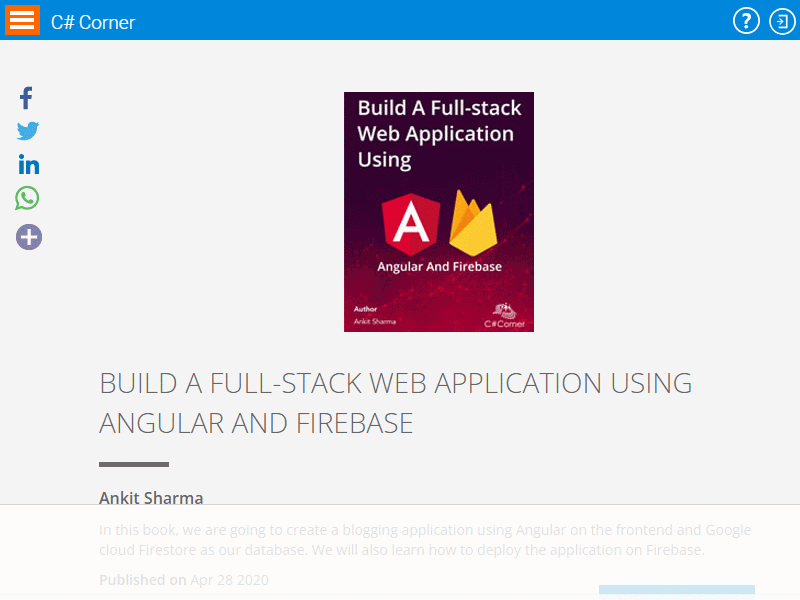 C# Corner
?
Build A Full-stack
Web Application
Using
A
Angular And Firebase
Author
Ankit Sharma
C#Corner
BUILD A FULL-STACK WEB APPLICATION USING
ANGULAR AND FIREBASE
Ankit Sharma
In this book, we are going to create a blogging application using Angular on the frontend and Google
cloud Firestore as our database. We will also learn how to deploy the application on Firebase.
Published on Apr 28 2020